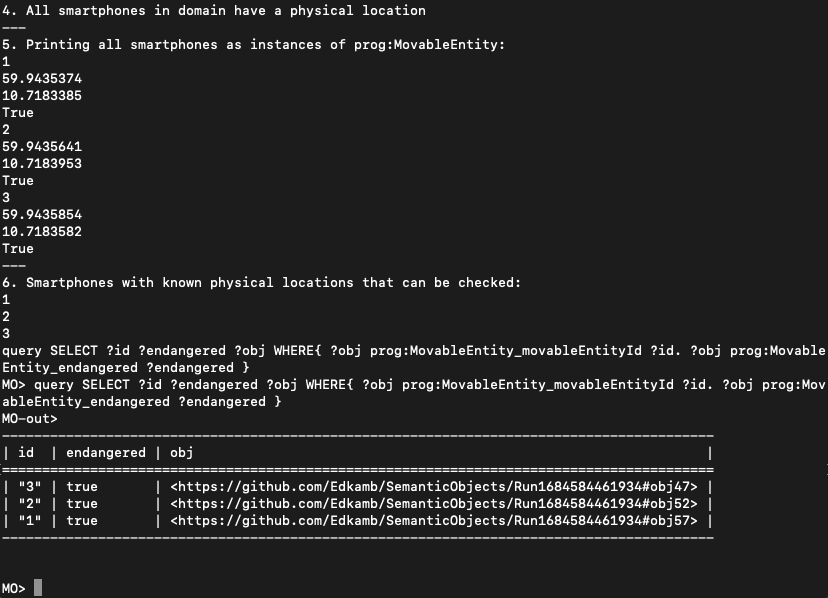 4. All smartphones in domain have a physical location
———
5. Printing all smartphones as instances of prog:MovableEntity:
1
59.9435374
10.7183385
True
2
59.9435641
10.7183953
True
3
59.9435854
10.7183582
True
———
6. Smartphones with known physical locations that can be checked:
1
2
3
query SELECT ?id ?endangered ?obj WHERE{ ?obj prog:MovableEntity_movableEntityId ?id. ?obj prog:Movable
Entity_endangered ?endangered }
MO> query SELECT ?id ?endangered ?obj WHERE{ ?obj prog:MovableEntity_movableEntityId ?id. ?obj prog:Mov
ableEntity_endangered ?endangered }
MO-out>
-----------------------------------------------------------------------------------------
| id  | endangered | obj                                                                |
=========================================================================================
| "3" | true       | <https://github.com/Edkamb/SemanticObjects/Run1684584461934#obj47> |
| "2" | true       | <https://github.com/Edkamb/SemanticObjects/Run1684584461934#obj52> |
| "1" | true       | <https://github.com/Edkamb/SemanticObjects/Run1684584461934#obj57> |
-----------------------------------------------------------------------------------------
MO>